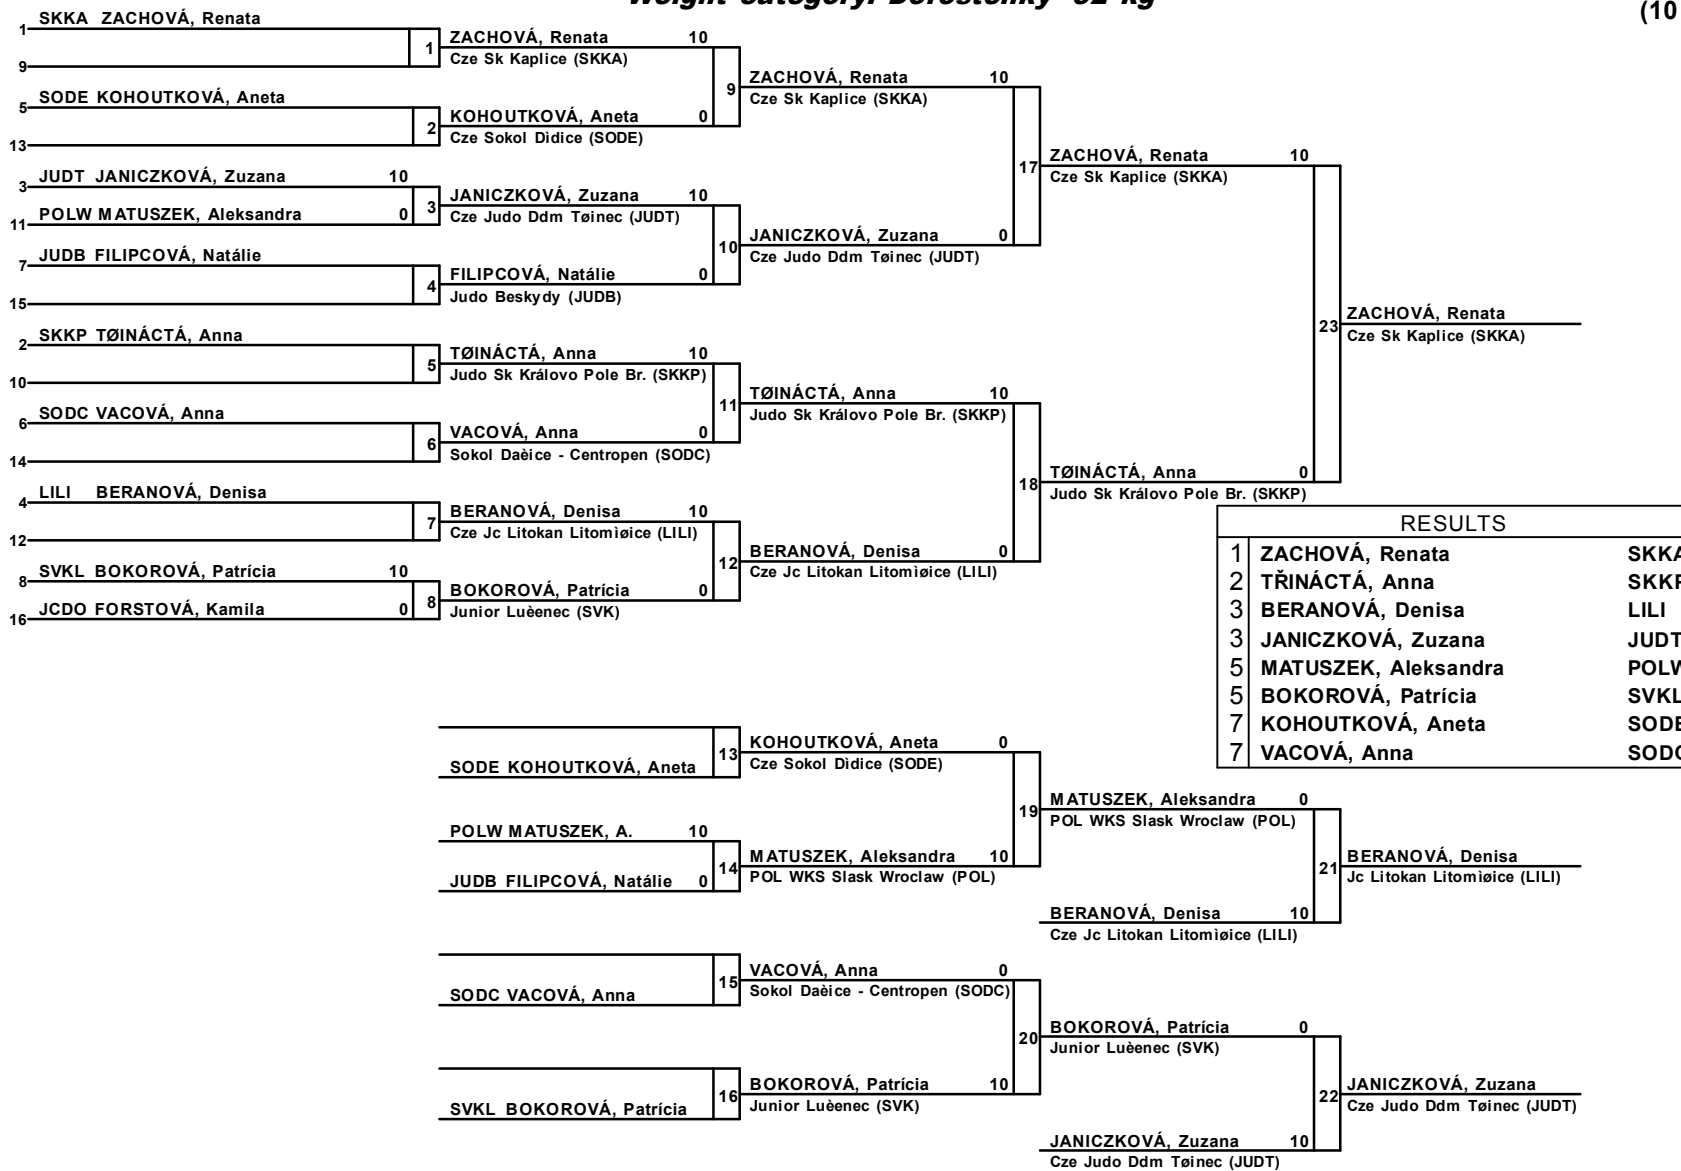 Weight category: Dorostenky -52 kg
(10
1 SKKA ZACHOVÁ, Renata
9
1
ZACHOVÁ, Renata 10
Cze Sk Kaplice (SKKA)
5 SODE KOHOUTKOVÁ, Aneta
13
2
KOHOUTKOVÁ, Aneta 0
Cze Sokol Dìdice (SODE)
9
ZACHOVÁ, Renata 10
Cze Sk Kaplice (SKKA)
3 JUDT JANICZKOVÁ, Zuzana 10
11 POLW MATUSZEK, Aleksandra 0
3
JANICZKOVÁ, Zuzana 10
Cze Judo Ddm Tøinec (JUDT)
7 JUDB FILIPCOVÁ, Natálie
15
4
FILIPCOVÁ, Natálie 0
Judo Beskydy (JUDB)
10
JANICZKOVÁ, Zuzana 0
Cze Judo Ddm Tøinec (JUDT)
17
ZACHOVÁ, Renata 10
Cze Sk Kaplice (SKKA)
2 SKKP TØINÁCTÁ, Anna
10
5
TØINÁCTÁ, Anna 10
Judo Sk Královo Pole Br. (SKKP)
6 SODC VACOVÁ, Anna
14
6
VACOVÁ, Anna 0
Sokol Daèice - Centropen (SODC)
11
TØINÁCTÁ, Anna 10
Judo Sk Královo Pole Br. (SKKP)
4 LILI BERANOVÁ, Denisa
12
7
BERANOVÁ, Denisa 10
Cze Jc Litokan Litomìøice (LILI)
8 SVKL BOKOROVÁ, Patrícia 10
16 JCDO FORSTOVÁ, Kamila 0
8
BOKOROVÁ, Patrícia 0
Junior Luèenec (SVK)
12
BERANOVÁ, Denisa 0
Cze Jc Litokan Litomìøice (LILI)
18
TØINÁCTÁ, Anna 0
Judo Sk Královo Pole Br. (SKKP)
23
ZACHOVÁ, Renata
Cze Sk Kaplice (SKKA)
RESULTS
1 ZACHOVÁ, Renata SKKA
2 TŘINÁCTÁ, Anna SKKP
3 BERANOVÁ, Denisa LILI
3 JANICZKOVÁ, Zuzana JUDT
5 MATUSZEK, Aleksandra POLW
5 BOKOROVÁ, Patrícia SVKL
7 KOHOUTKOVÁ, Aneta SODE
7 VACOVÁ, Anna SODC
SODE KOHOUTKOVÁ, Aneta
13
KOHOUTKOVÁ, Aneta 0
Cze Sokol Dìdice (SODE)
POLW MATUSZEK, A. 10
JUDB FILIPCOVÁ, Natálie 0
14
MATUSZEK, Aleksandra 10
POL WKS Slask Wroclaw (POL)
19
MATUSZEK, Aleksandra 0
POL WKS Slask Wroclaw (POL)
BERANOVÁ, Denisa 10
Cze Jc Litokan Litomìøice (LILI)
21
BERANOVÁ, Denisa
Jc Litokan Litomìøice (LILI)
SODC VACOVÁ, Anna
15
VACOVÁ, Anna 0
Sokol Daèice - Centropen (SODC)
SVKL BOKOROVÁ, Patrícia
16
BOKOROVÁ, Patrícia 10
Junior Luèenec (SVK)
20
BOKOROVÁ, Patrícia 0
Junior Luèenec (SVK)
JANICZKOVÁ, Zuzana 10
Cze Judo Ddm Tøinec (JUDT)
22
JANICZKOVÁ, Zuzana
Cze Judo Ddm Tøinec (JUDT)